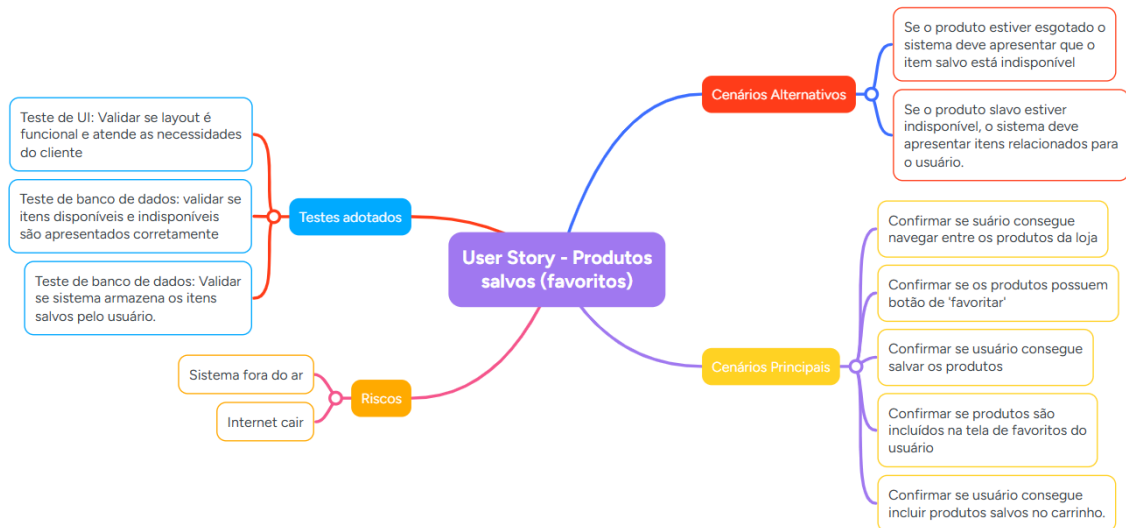 User Story - Produtos
salvos (favoritos)
Cenários Alternativos
Se o produto estiver esgotado o
sistema deve apresentar que o
item salvo está indisponível
Se o produto slavo estiver
indisponível, o sistema deve
apresentar itens relacionados para
o usuário.
Cenários Principais
Confirmar se suário consegue
navegar entre os produtos da loja
Confirmar se os produtos possuem
botão de 'favoritar'
Confirmar se usuário consegue
salvar os produtos
Confirmar se produtos são
incluídos na tela de favoritos do
usuário
Confirmar se usuário consegue
incluir produtos salvos no carrinho.
Testes adotados
Teste de UI: Validar se layout é
funcional e atende as necessidades
do cliente
Teste de banco de dados: validar se
itens disponíveis e indisponíveis
são apresentados corretamente
Teste de banco de dados: Validar
se sistema armazena os itens
salvos pelo usuário.
Riscos
Sistema fora do ar
Internet cair